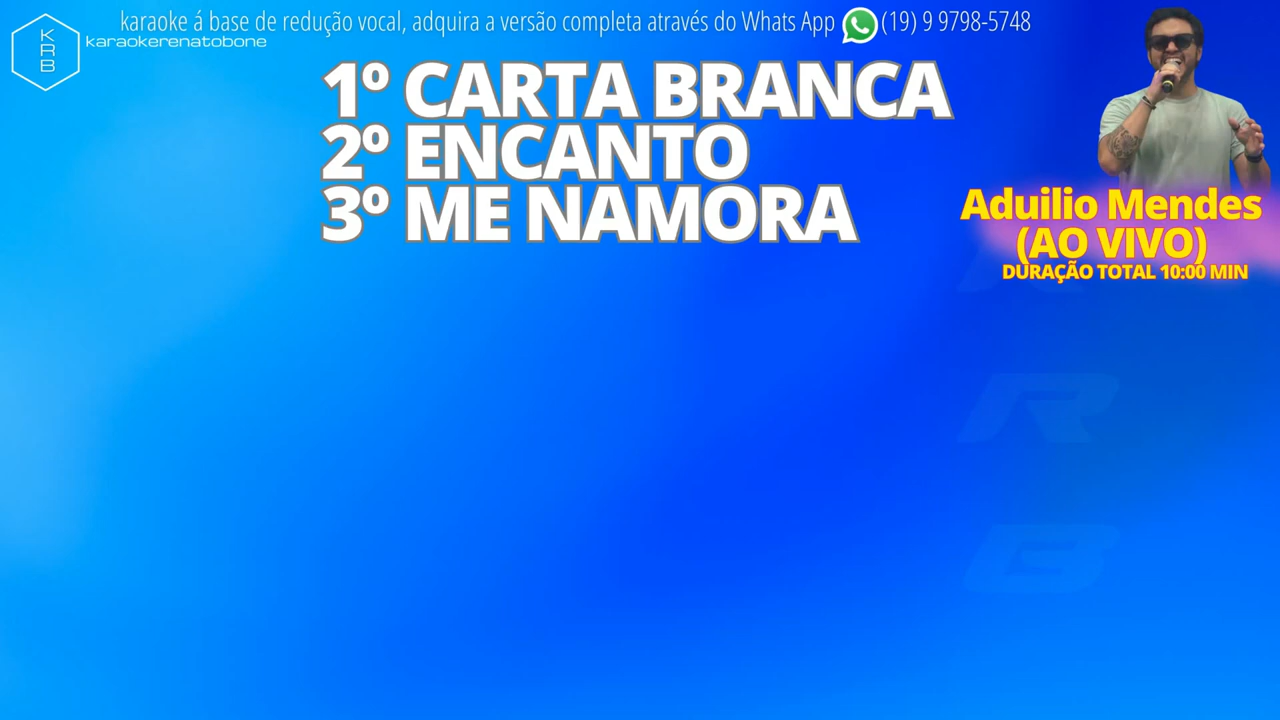 karaoke á base de redução vocal, adquira a versão completa através do Whats App (19) 9 9798-5748
K
R
B
karaokerenatobone
1º CARTA BRANCA
2º ENCANTO
3º ME NAMORA
Aduilio Mendes
(AO VIVO)
DURAÇÃO TOTAL 10:00 MIN
K
R
B